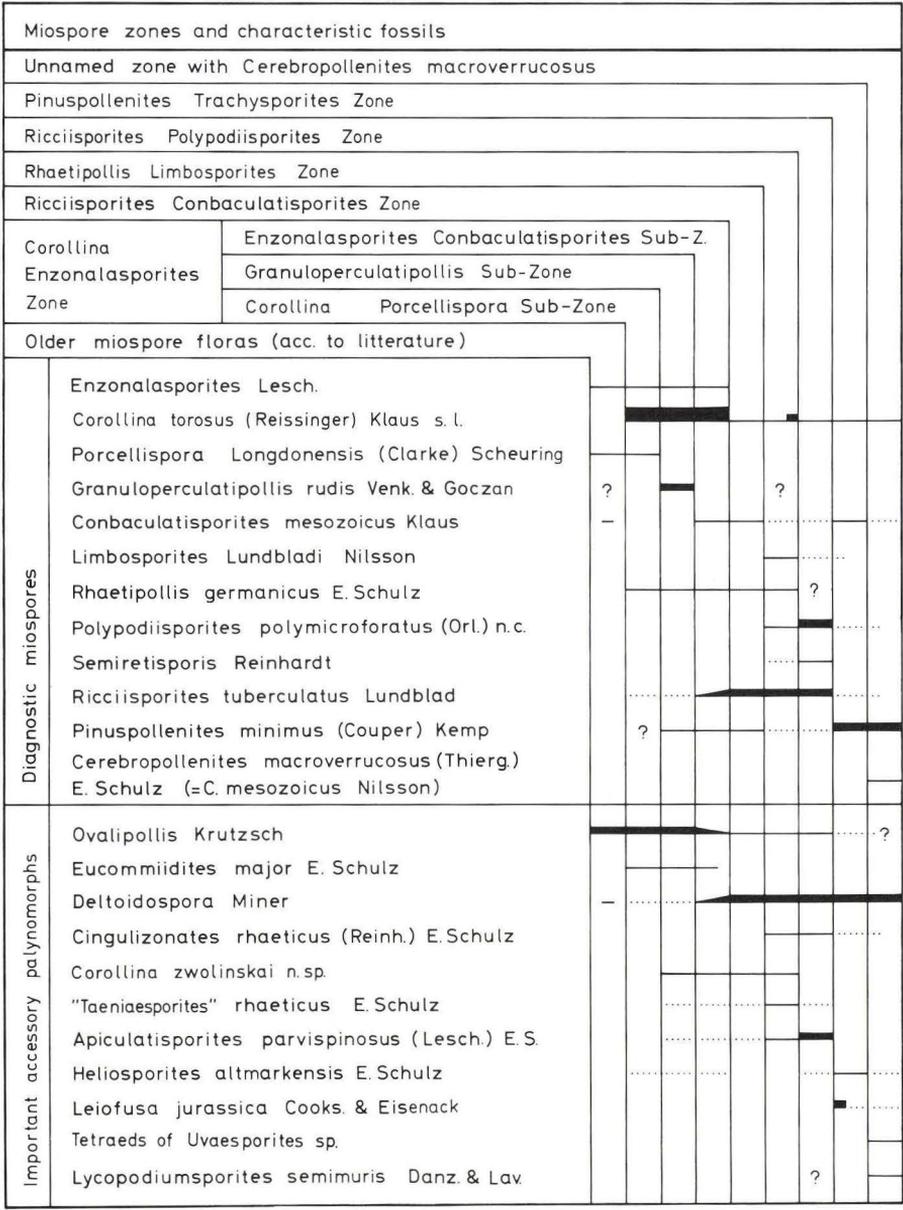 Miospore zones and characteristic fossils
Unnamed zone with Cerebropollenites macroverrucosus
Pinuspollenites Trachysporites Zone
Ricciisporites Polypodiisporites Zone
Rhaetipollis Limbosporites Zone
Ricciisporites Conbaculatisporites Zone
Corollina
Enzonalasporites
Zone
Enzonalasporites Conbaculatisporites Sub-Z.
Granuloperculatipollis Sub-Zone
Corollina Porcellispora Sub-Zone
Older miospore floras (acc. to litterature)
Diagnostic miospores
Enzonalasporites Lesch.
Corollina torosus (Reissinger) Klaus s. l.
Porcellispora Longdonensis (Clarke) Scheuring
Granuloperculatipollis rudis Venk. & Goczan ? ?
Conbaculatisporites mesozoicus Klaus
Limbosporites Lundbladi Nilsson
Rhaetipollis germanicus E. Schulz ?
Polypodiisporites polymicroforatus (Orl.) n.c.
Semiretisporis Reinhardt
Ricciisporites tuberculatus Lundblad
Pinuspollenites minimus (Couper) Kemp ?
Cerebropollenites macroverrucosus (Thierg.)
E. Schulz (=C. mesozoicus Nilsson)
Important accessory palynomorphs
Ovalipollis Krutzsch ?
Eucommiidites major E. Schulz
Deltoidospora Miner
Cingulizonates rhaeticus (Reinh.) E.Schulz
Corollina zwolinskai n. sp.
"Taeniaesporites" rhaeticus E. Schulz
Apiculatisporites parvispinosus (Lesch.) E. S.
Heliosporites altmarkensis E. Schulz
Leiofusa jurassica Cooks. & Eisenack
Tetraeds of Uvaesporites sp.
Lycopodiumsporites semimuris Danz. & Lav. ?